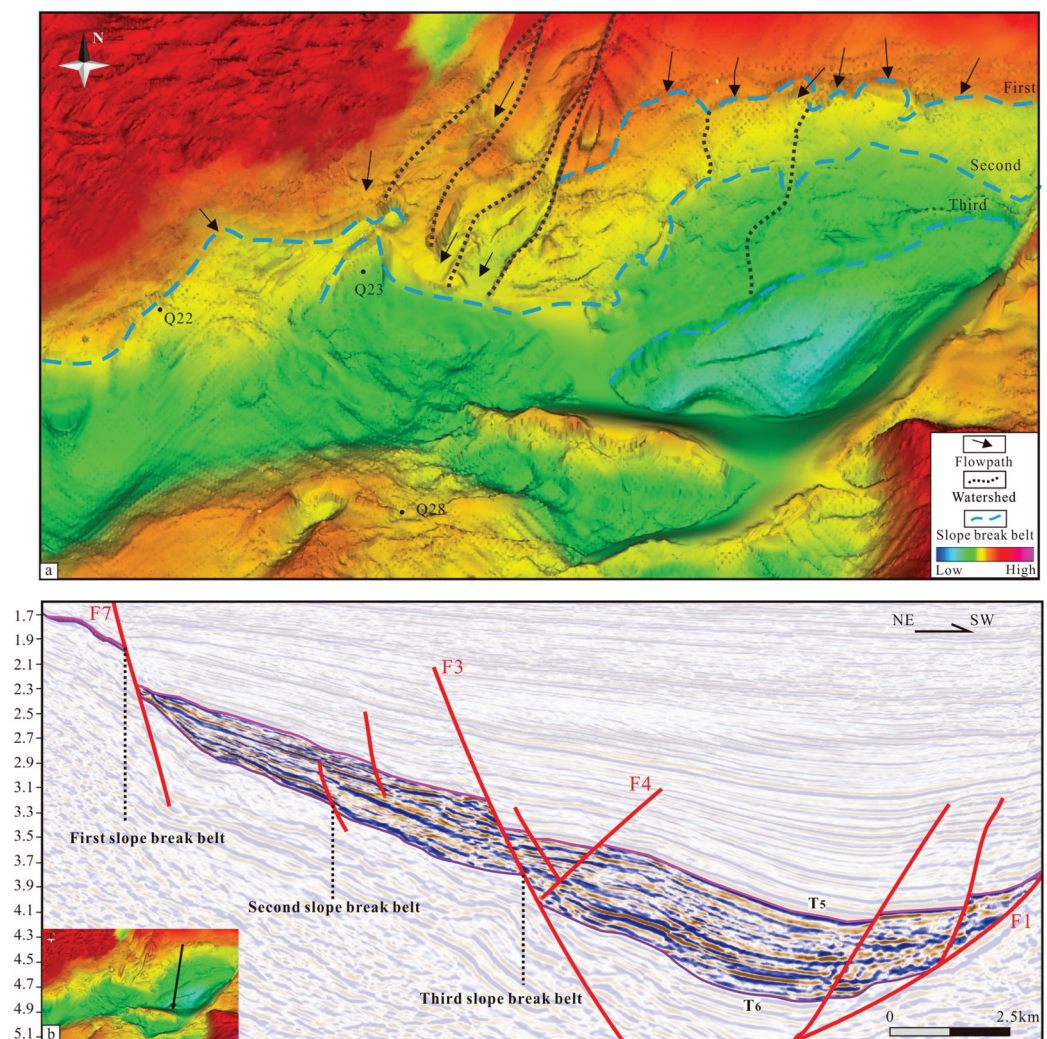 N
First
Second
Third
Q23
Q22
Q28
Flowpath
Watershed
Slope break belt
Low High
a
1.7
1.9
2.1
2.3
2.5
2.7
2.9
3.1
3.3
3.5
3.7
3.9
4.1
4.3
4.5
4.7
4.9
5.1
F7
NE SW
F3
F4
First slope break belt
Second slope break belt
T5
F1
Third slope break belt
T6
0 2.5km
b